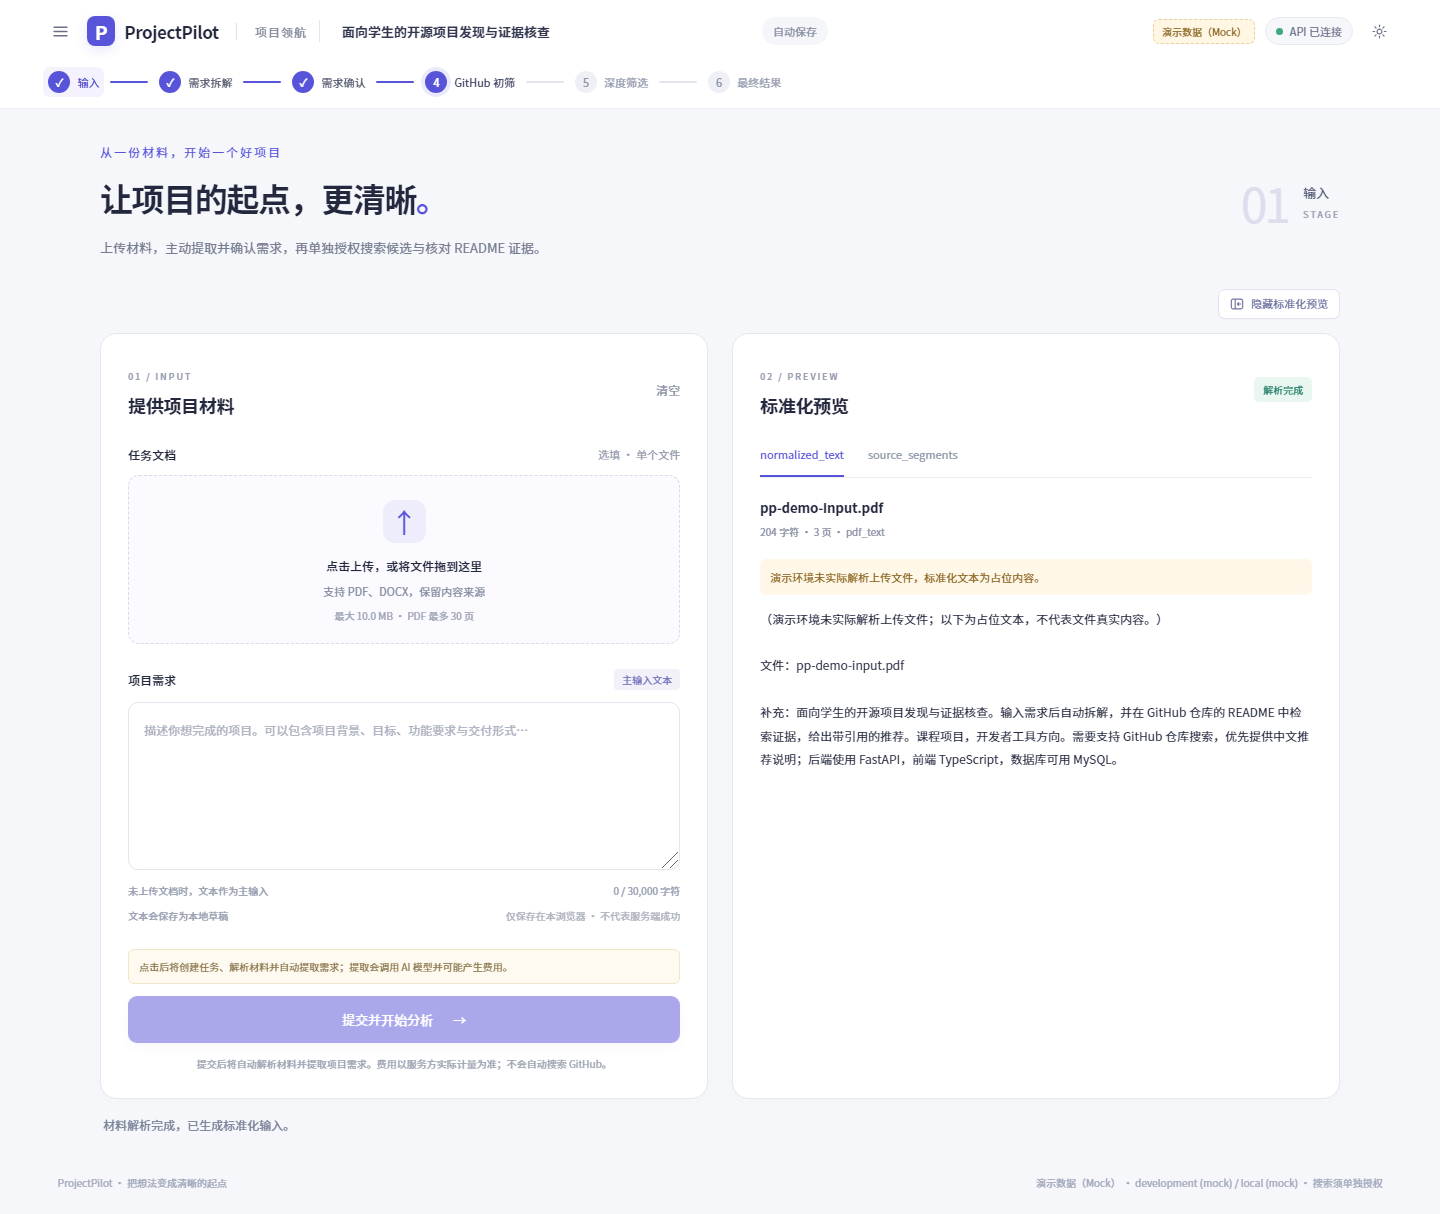 P ProjectPilot 项目领航 面向学生的开源项目发现与证据核查 自动保存 演示数据（Mock） API 已连接
✓ 输入 ✓ 需求拆解 ✓ 需求确认 4 GitHub 初筛 5 深度筛选 6 最终结果
从一份材料，开始一个好项目
让项目的起点，更清晰。
01 输入
STAGE
上传材料，主动提取并确认需求，再单独授权搜索候选与核对 README 证据。
隐藏标准化预览
01 / INPUT
提供项目材料
清空
任务文档 选填 · 单个文件
↑
点击上传，或将文件拖到这里
支持 PDF、DOCX，保留内容来源
最大 10.0 MB · PDF 最多 30 页
项目需求 主输入文本
描述你想完成的项目。可以包含项目背景、目标、功能要求与交付形式…
未上传文档时，文本作为主输入 0 / 30,000 字符
文本会保存为本地草稿 仅保存在本浏览器 · 不代表服务端成功
点击后将创建任务、解析材料并自动提取需求；提取会调用 AI 模型并可能产生费用。
提交并开始分析 →
提交后将自动解析材料并提取项目需求。费用以服务方实际计量为准；不会自动搜索 GitHub。
02 / PREVIEW
标准化预览
解析完成
normalized_text source_segments
pp-demo-input.pdf
204 字符 · 3 页 · pdf_text
演示环境未实际解析上传文件，标准化文本为占位内容。
（演示环境未实际解析上传文件；以下为占位文本，不代表文件真实内容。）
文件：pp-demo-input.pdf
补充：面向学生的开源项目发现与证据核查。输入需求后自动拆解，并在 GitHub 仓库的 README 中检
索证据，给出带引用的推荐。课程项目，开发者工具方向。需要支持 GitHub 仓库搜索，优先提供中文推
荐说明；后端使用 FastAPI，前端 TypeScript，数据库可用 MySQL。
材料解析完成，已生成标准化输入。
ProjectPilot · 把想法变成清晰的起点 演示数据（Mock） · development (mock) / local (mock) · 搜索须单独授权